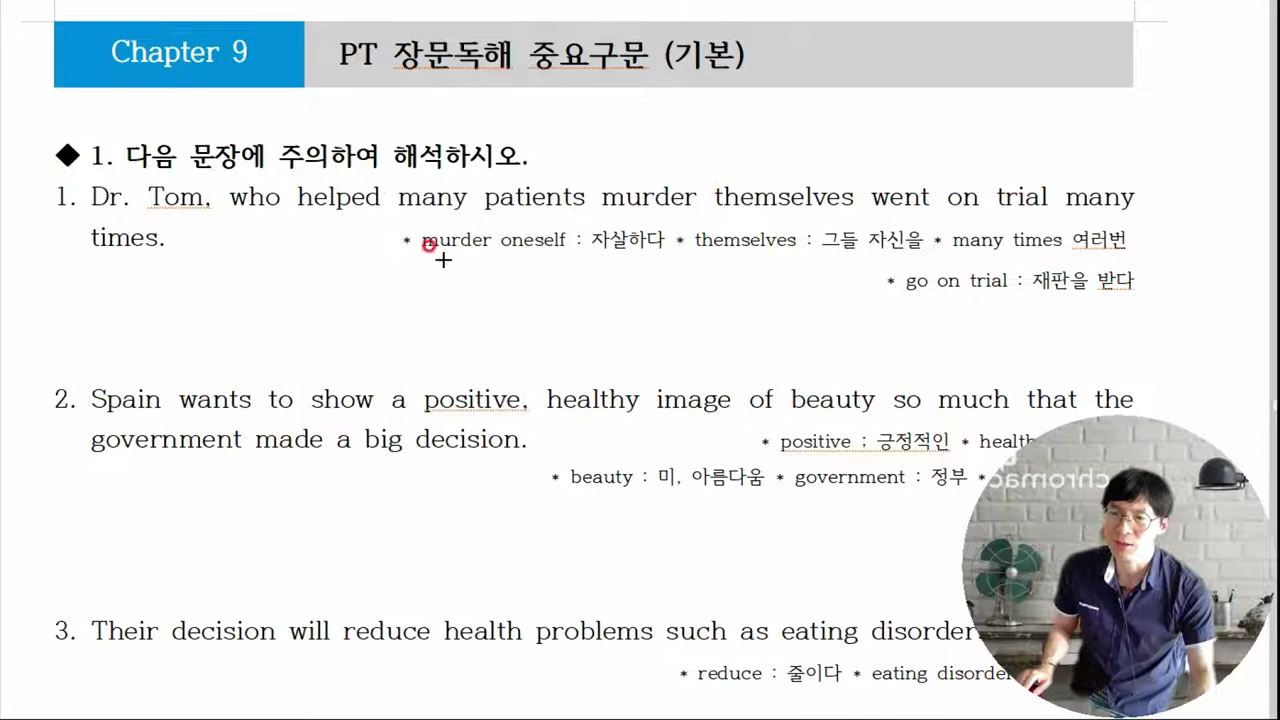 Chapter 9
PT 장문독해 중요구문 (기본)
◆ 1. 다음 문장에 주의하여 해석하시오.
1. Dr. Tom, who helped many patients murder themselves went on trial many
times.
* murder oneself : 자살하다 * themselves : 그들 자신을 * many times 여러번
* go on trial : 재판을 받다
2. Spain wants to show a positive, healthy image of beauty so much that the
government made a big decision.
* positive : 긍정적인 * health
* beauty : 미, 아름다움 * government : 정부 *
3. Their decision will reduce health problems such as eating disorder
* reduce : 줄이다 * eating disorder